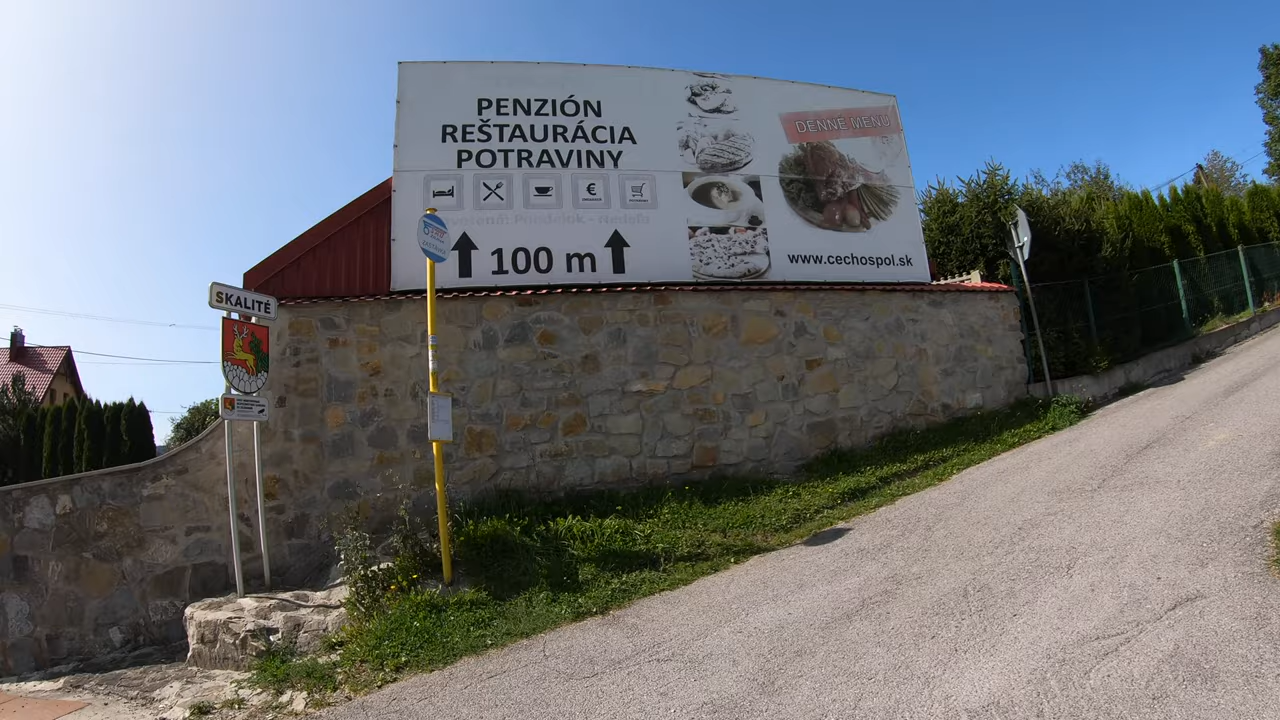 PENZIÓN
REŠTAURÁCIA
POTRAVINY
DENNÉ MENU
100 m
www.cechospol.sk
SKALITÉ